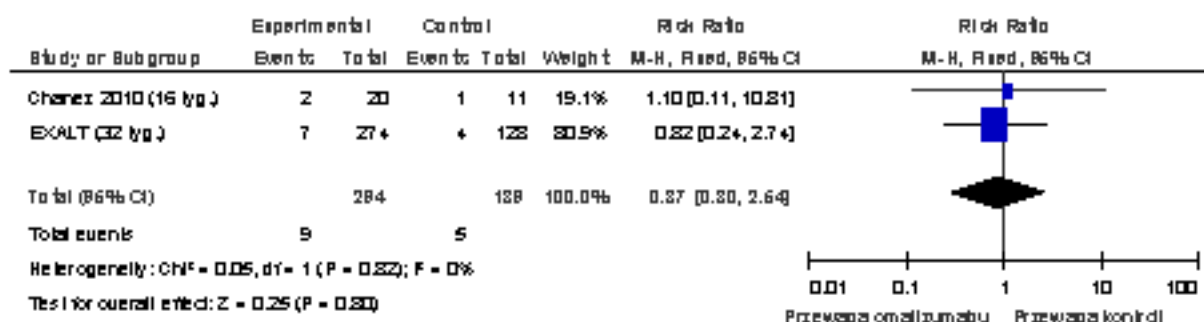 Experimental Control Risk Ratio Risk Ratio
Study or Subgroup Events Total Events Total Weight M-H, Fixed, 95% CI M-H, Fixed, 95% CI
Chanez 2010 (16 tyg.) 2 20 1 11 19.1% 1.10 [0.11, 10.81]
EXALT (32 tyg.) 7 274 4 128 80.9% 0.82 [0.24, 2.74]
Total (95% CI) 294 139 100.0% 0.87 [0.30, 2.54]
Total events 9 5
Heterogeneity: Chi² = 0.05, df = 1 (P = 0.82); I² = 0%
Test for overall effect: Z = 0.25 (P = 0.80)
0.01 0.1 1 10 100
Przewaga omalizumabu Przewaga kontroli